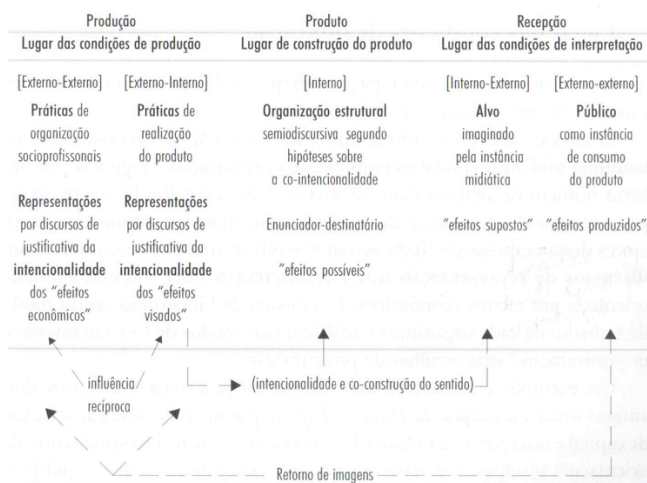 Produção
Lugar das condições de produção
Produto
Lugar de construção do produto
Recepção
Lugar das condições de interpretação
[Externo-Externo] [Externo-Interno] [Interno] [Interno-Externo] [Externo-externo]
Práticas de
organização
socioprofissonais
Práticas de
realização
do produto
Organização estrutural
semiodiscursiva segundo
hipóteses sobre
a co-intencionalidade
Alvo
imaginado
pela instância
midiática
Público
como instância
de consumo
do produto
Representações
por discursos de
justificativa da
intencionalidade
dos "efeitos
econômicos"
Representações
por discursos de
justificativa da
intencionalidade
dos "efeitos
visados"
Enunciador-destinatário
"efeitos possíveis"
"efeitos supostos"
"efeitos produzidos"
influência
recíproca
(intencionalidade e co-construção do sentido)
Retorno de imagens